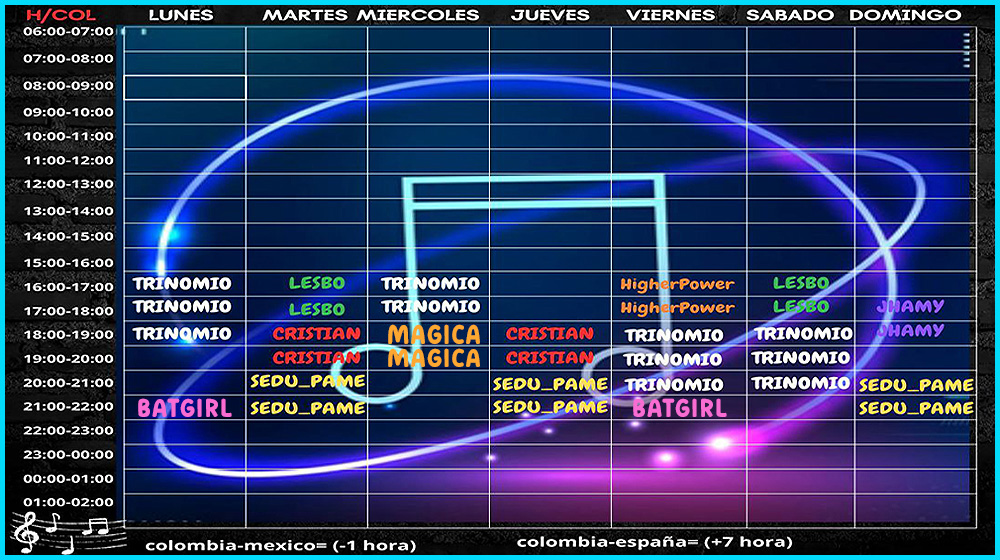 H/COL LUNES MARTES MIERCOLES JUEVES VIERNES SABADO DOMINGO
06:00-07:00
07:00-08:00
08:00-09:00
09:00-10:00
10:00-11:00
11:00-12:00
12:00-13:00
13:00-14:00
14:00-15:00
15:00-16:00
16:00-17:00 TRINOMIO LESBO TRINOMIO HigherPower LESBO
17:00-18:00 TRINOMIO LESBO TRINOMIO HigherPower LESBO JHAMY
18:00-19:00 TRINOMIO CRISTIAN MAGICA CRISTIAN TRINOMIO TRINOMIO JHAMY
19:00-20:00 CRISTIAN MAGICA CRISTIAN TRINOMIO TRINOMIO
20:00-21:00 SEDU_PAME SEDU_PAME TRINOMIO TRINOMIO SEDU_PAME
21:00-22:00 BATGIRL SEDU_PAME SEDU_PAME BATGIRL SEDU_PAME
22:00-23:00
23:00-00:00
00:00-01:00
01:00-02:00
colombia-mexico= (-1 hora) colombia-españa= (+7 hora)